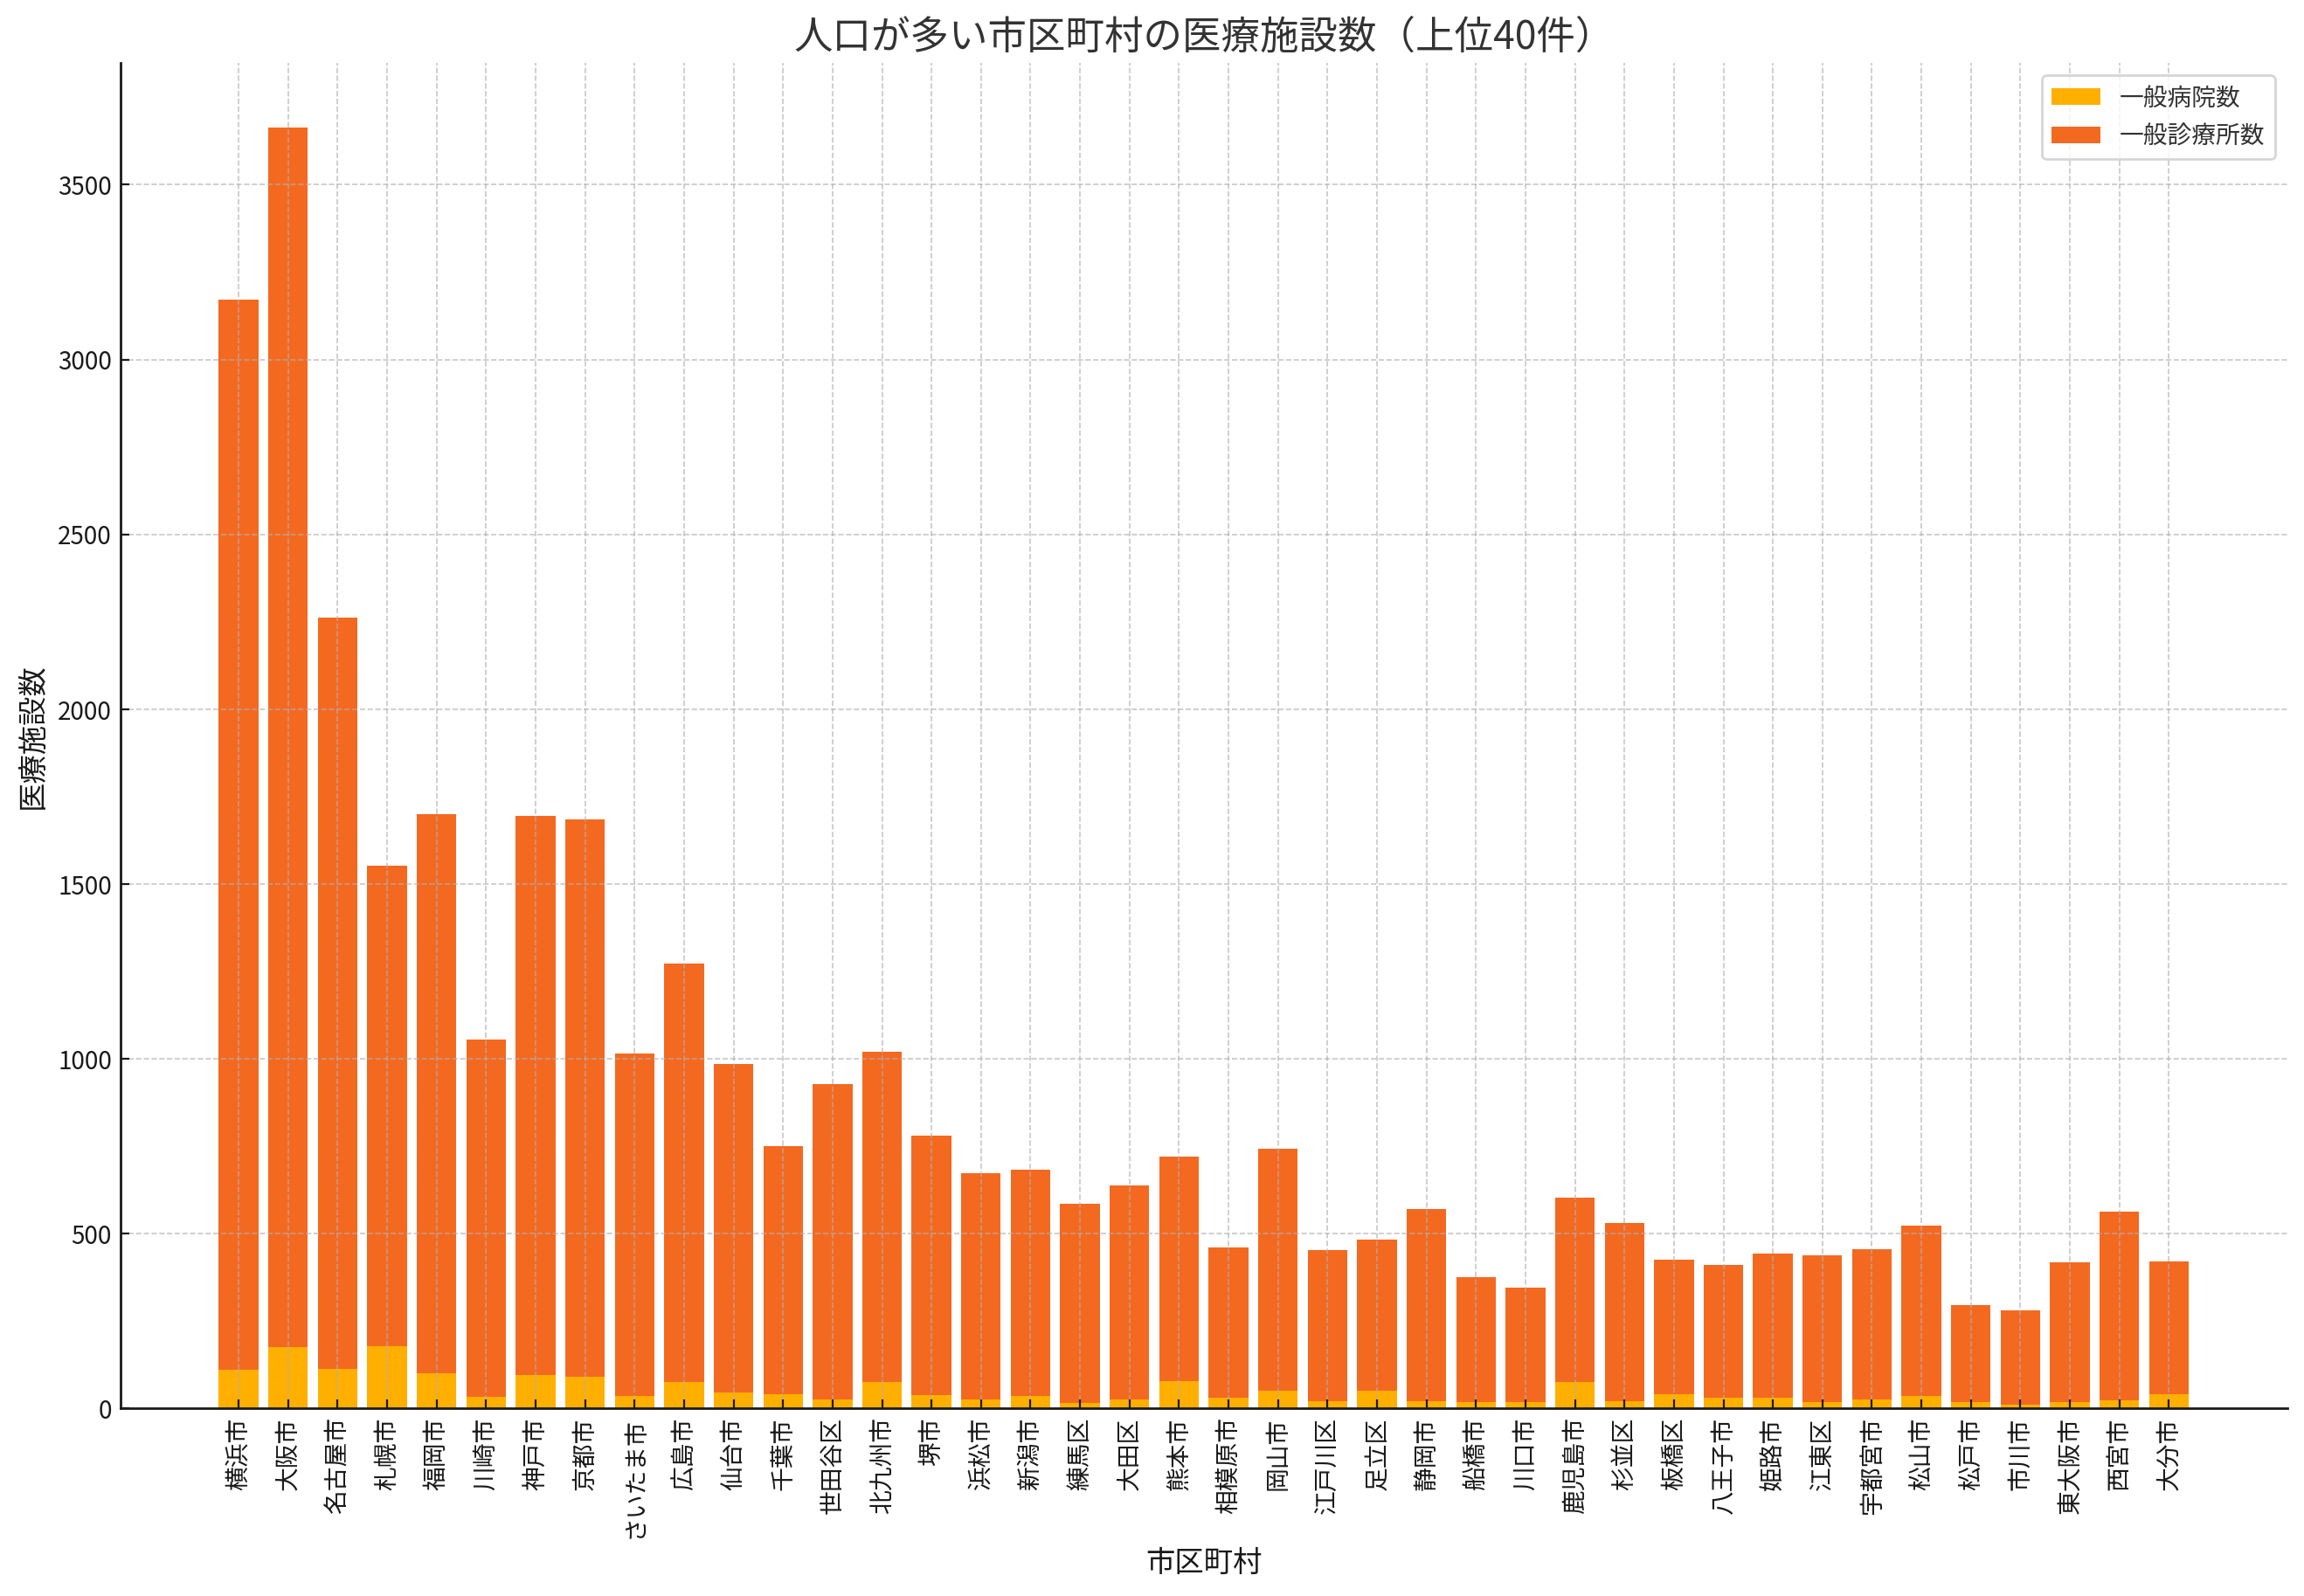 人口が多い市区町村の医療施設数（上位40件）
一般病院数
一般診療所数
医療施設数
3500
3000
2500
2000
1500
1000
500
0
横浜市
大阪市
名古屋市
札幌市
福岡市
川崎市
神戸市
京都市
さいたま市
広島市
仙台市
千葉市
世田谷区
北九州市
堺市
浜松市
新潟市
練馬区
大田区
熊本市
相模原市
岡山市
江戸川区
足立区
静岡市
船橋市
川口市
鹿児島市
杉並区
板橋区
八王子市
姫路市
江東区
宇都宮市
松山市
松戸市
市川市
東大阪市
西宮市
大分市
市区町村